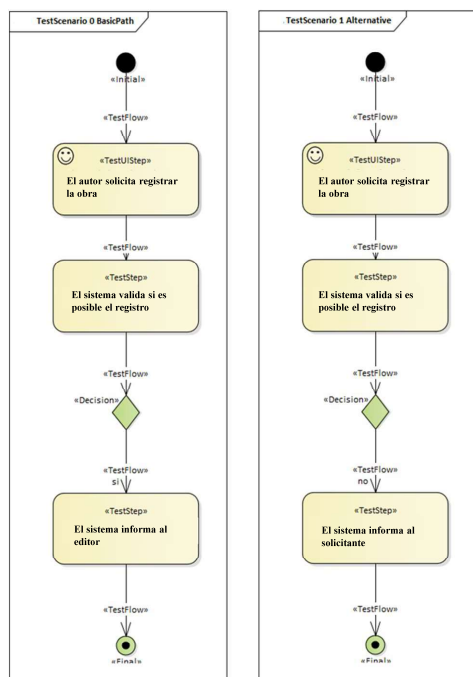 TestScenario 0 BasicPath
«Initial»
«TestFlow»
«TestUIStep»
El autor solicita registrar
la obra
«TestFlow»
«TestStep»
El sistema valida si es
posible el registro
«TestFlow»
«Decision»
«TestFlow»
si
«TestStep»
El sistema informa al
editor
«TestFlow»
«Final»
TestScenario 1 Alternative
«Initial»
«TestFlow»
«TestUIStep»
El autor solicita registrar
la obra
«TestFlow»
«TestStep»
El sistema valida si es
posible el registro
«TestFlow»
«Decision»
«TestFlow»
no
«TestStep»
El sistema informa al
solicitante
«TestFlow»
«Final»